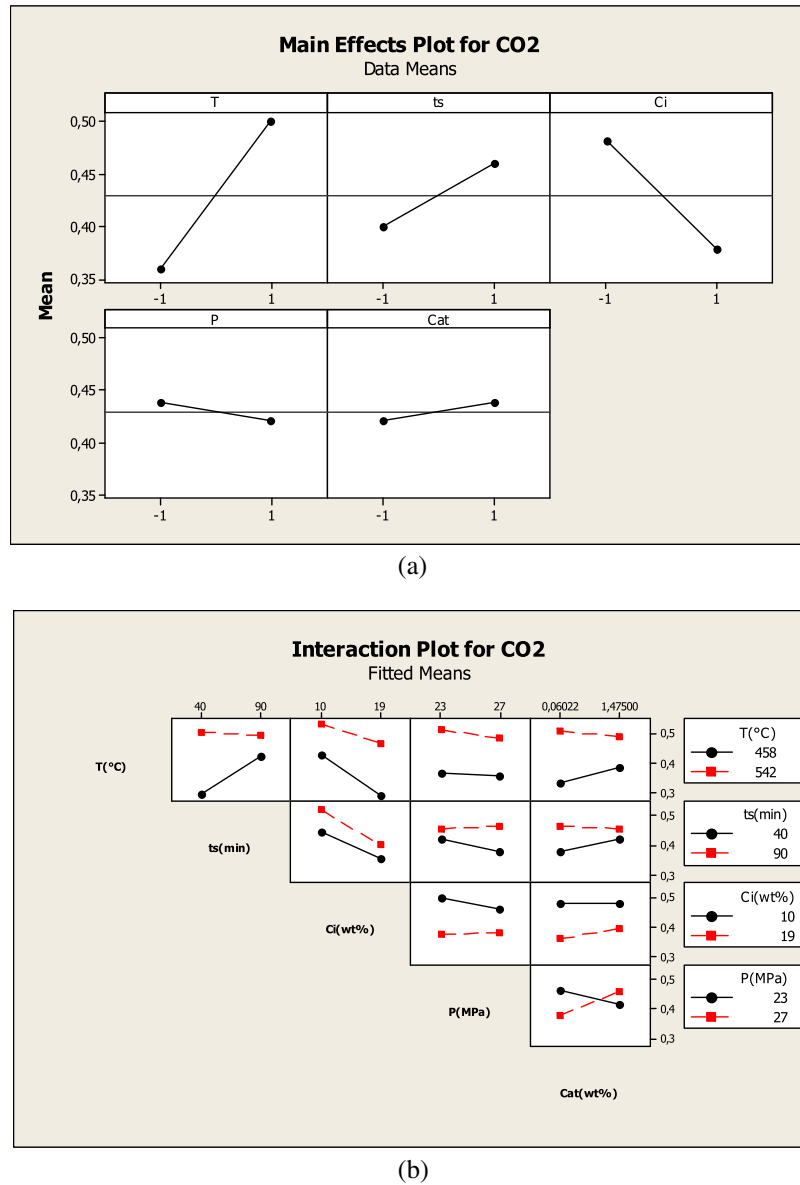 Main Effects Plot for CO2
Data Means
T ts Ci
0,50
0,45
0,40
0,35
-1 1 -1 1 -1 1
P Cat
0,50
0,45
0,40
0,35
-1 1 -1 1
Mean
(a)
Interaction Plot for CO2
Fitted Means
40 90 10 19 23 27 0,06022 1,47500
T(°C)
0,5
0,4
0,3
T(°C)
458
542
ts(min)
0,5
0,4
0,3
ts(min)
40
90
Ci(wt%)
0,5
0,4
0,3
Ci(wt%)
10
19
P(MPa)
0,5
0,4
0,3
P(MPa)
23
27
Cat(wt%)
(b)